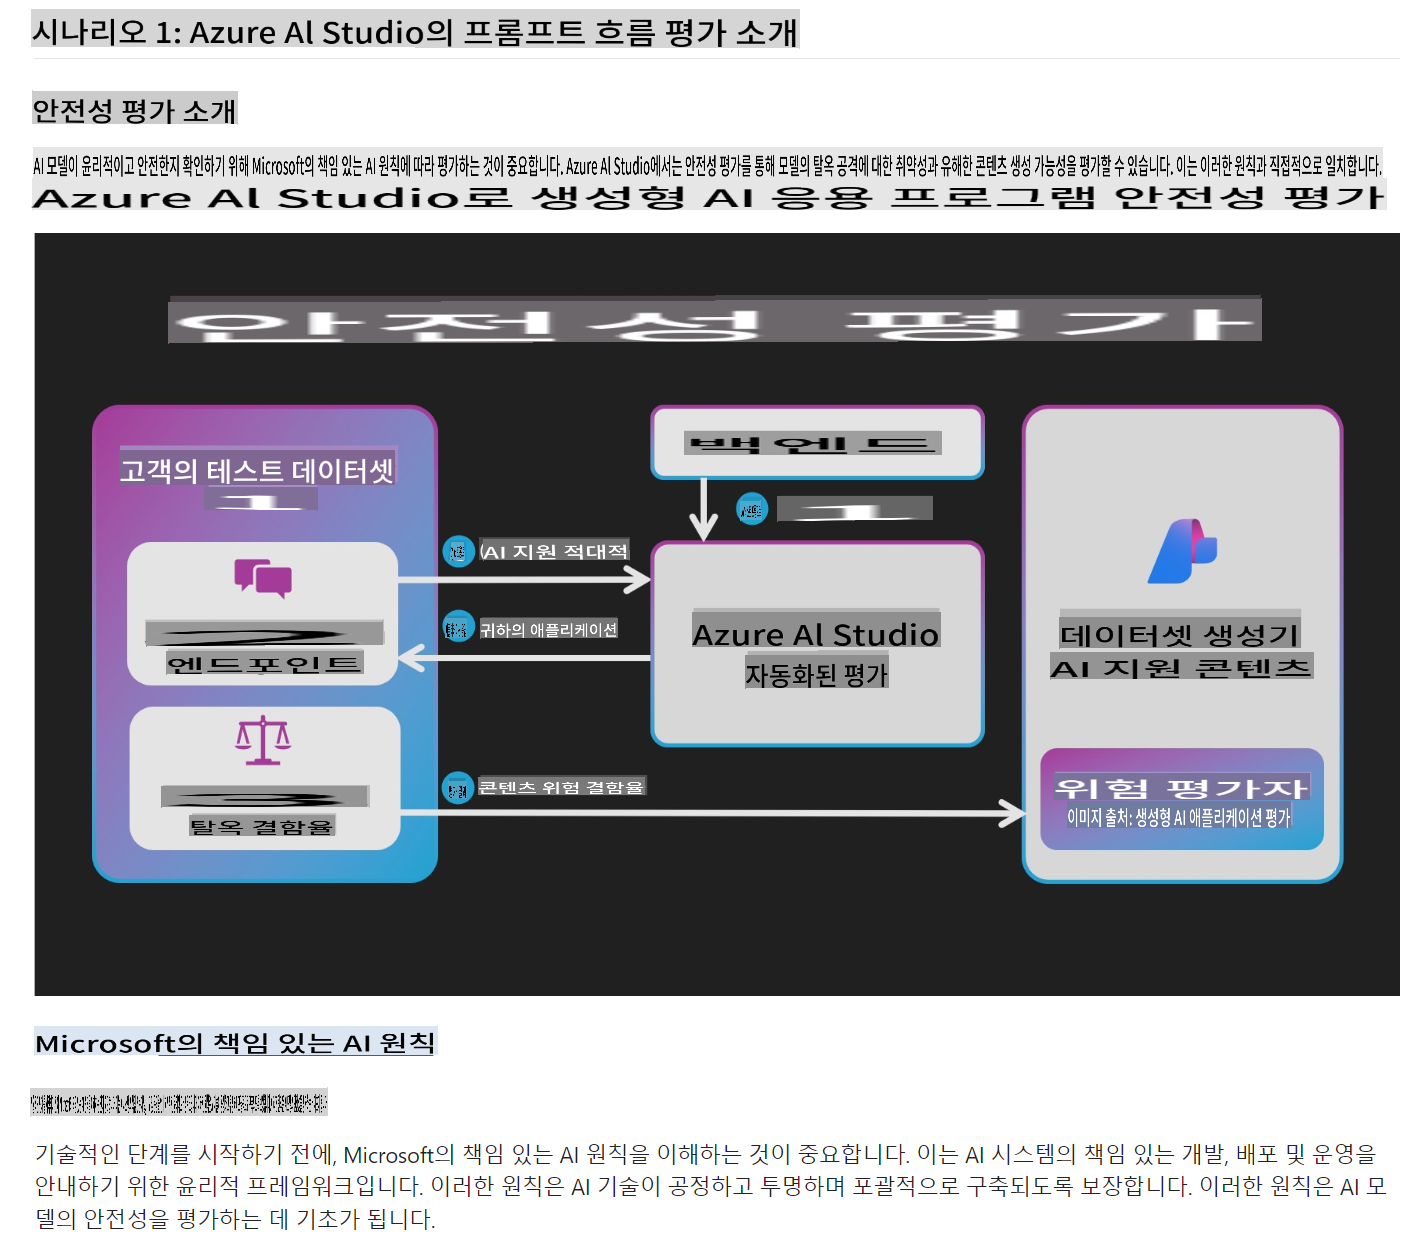 시나리오 1: Azure Al Studio의 프롬프트 흐름 평가 소개
안전성 평가 소개
AI 모델이 윤리적이고 안전한지 확인하기 위해 Microsoft의 책임 있는 AI 원칙에 따라 평가하는 것이 중요합니다. Azure Al Studio에서는 안전성 평가를 통해 모델의 탈옥 공격에 대한 취약성과 유해한 콘텐츠 생성 가능성을 평가할 수 있습니다. 이는 이러한 원칙과 직접적으로 일치합니다.
Azure Al Studio로 생성형 AI 응용 프로그램 안전성 평가
안전성 평가
고객의 테스트 데이터셋
1
백엔드
1
(AI 지원 적대적
귀하의 애플리케이션
2
엔드포인트
Azure Al Studio
자동화된 평가
데이터셋 생성기
AI 지원 콘텐츠
3
탈옥 결함율
콘텐츠 위험 결함율
위험 평가자
이미지 출처: 생성형 AI 애플리케이션 평가
Microsoft의 책임 있는 AI 원칙
기술적인 단계를 시작하기 전에, Microsoft의 책임 있는 AI 원칙을 이해하는 것이 중요합니다. 이는 AI 시스템의 책임 있는 개발, 배포 및 운영을
안내하기 위한 윤리적 프레임워크입니다. 이러한 원칙은 AI 기술이 공정하고 투명하며 포괄적으로 구축되도록 보장합니다. 이러한 원칙은 AI 모
델의 안전성을 평가하는 데 기초가 됩니다.